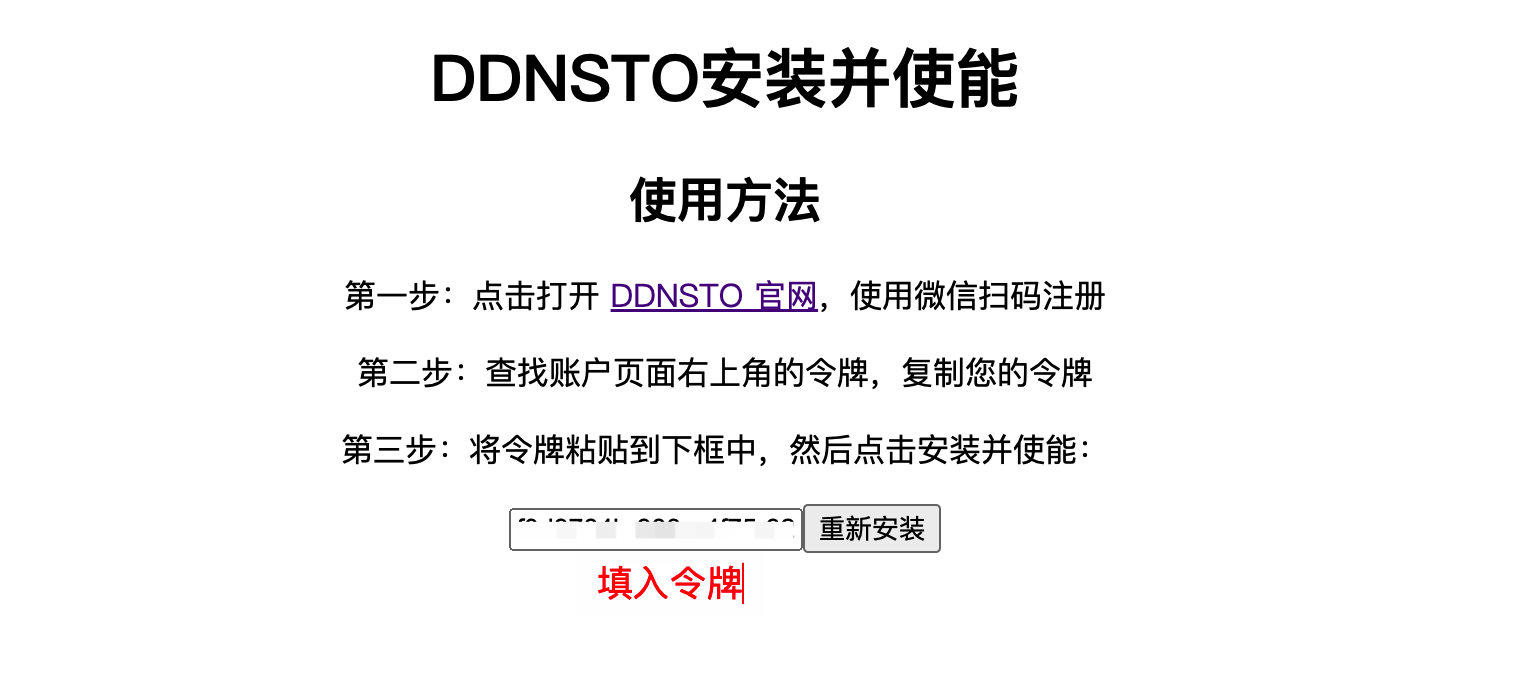 DDNSTO安装并使能
使用方法
第一步：点击打开 DDNSTO 官网，使用微信扫码注册
第二步：查找账户页面右上角的令牌，复制您的令牌
第三步：将令牌粘贴到下框中，然后点击安装并使能：
重新安装
填入令牌